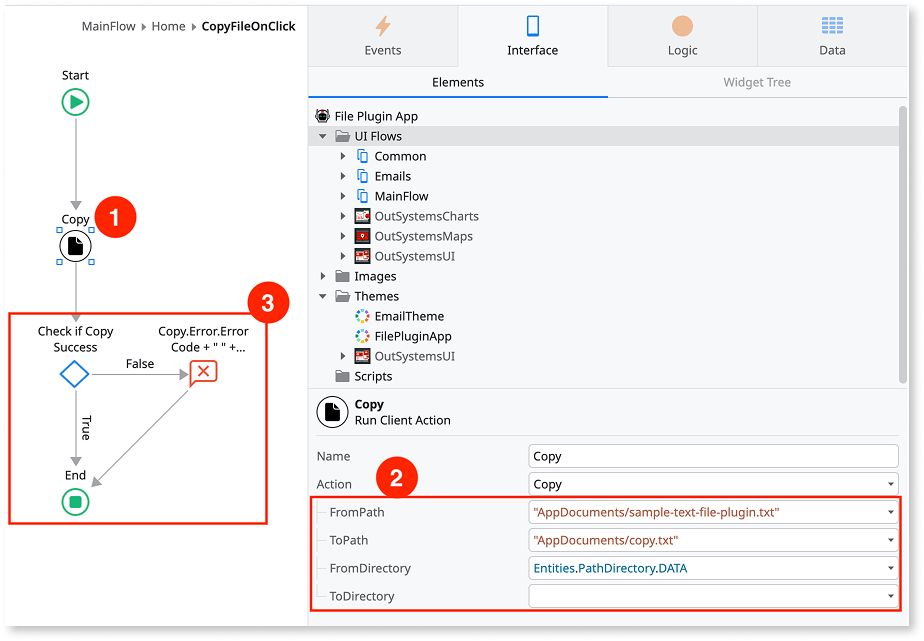 MainFlow Home CopyFileOnClick
Start
Copy
1
3
Check if Copy
Success
Copy.Error.Error
Code + " " +...
False
True
End
Events
Interface
Logic
Data
Elements
Widget Tree
File Plugin App
UI Flows
Common
Emails
MainFlow
OutSystemsCharts
OutSystemsMaps
OutSystemsUI
Images
Themes
EmailTheme
FilePluginApp
OutSystemsUI
Scripts
Copy
Run Client Action
Name Copy
2
Action Copy
FromPath "AppDocuments/sample-text-file-plugin.txt"
ToPath "AppDocuments/copy.txt"
FromDirectory Entities.PathDirectory.DATA
ToDirectory